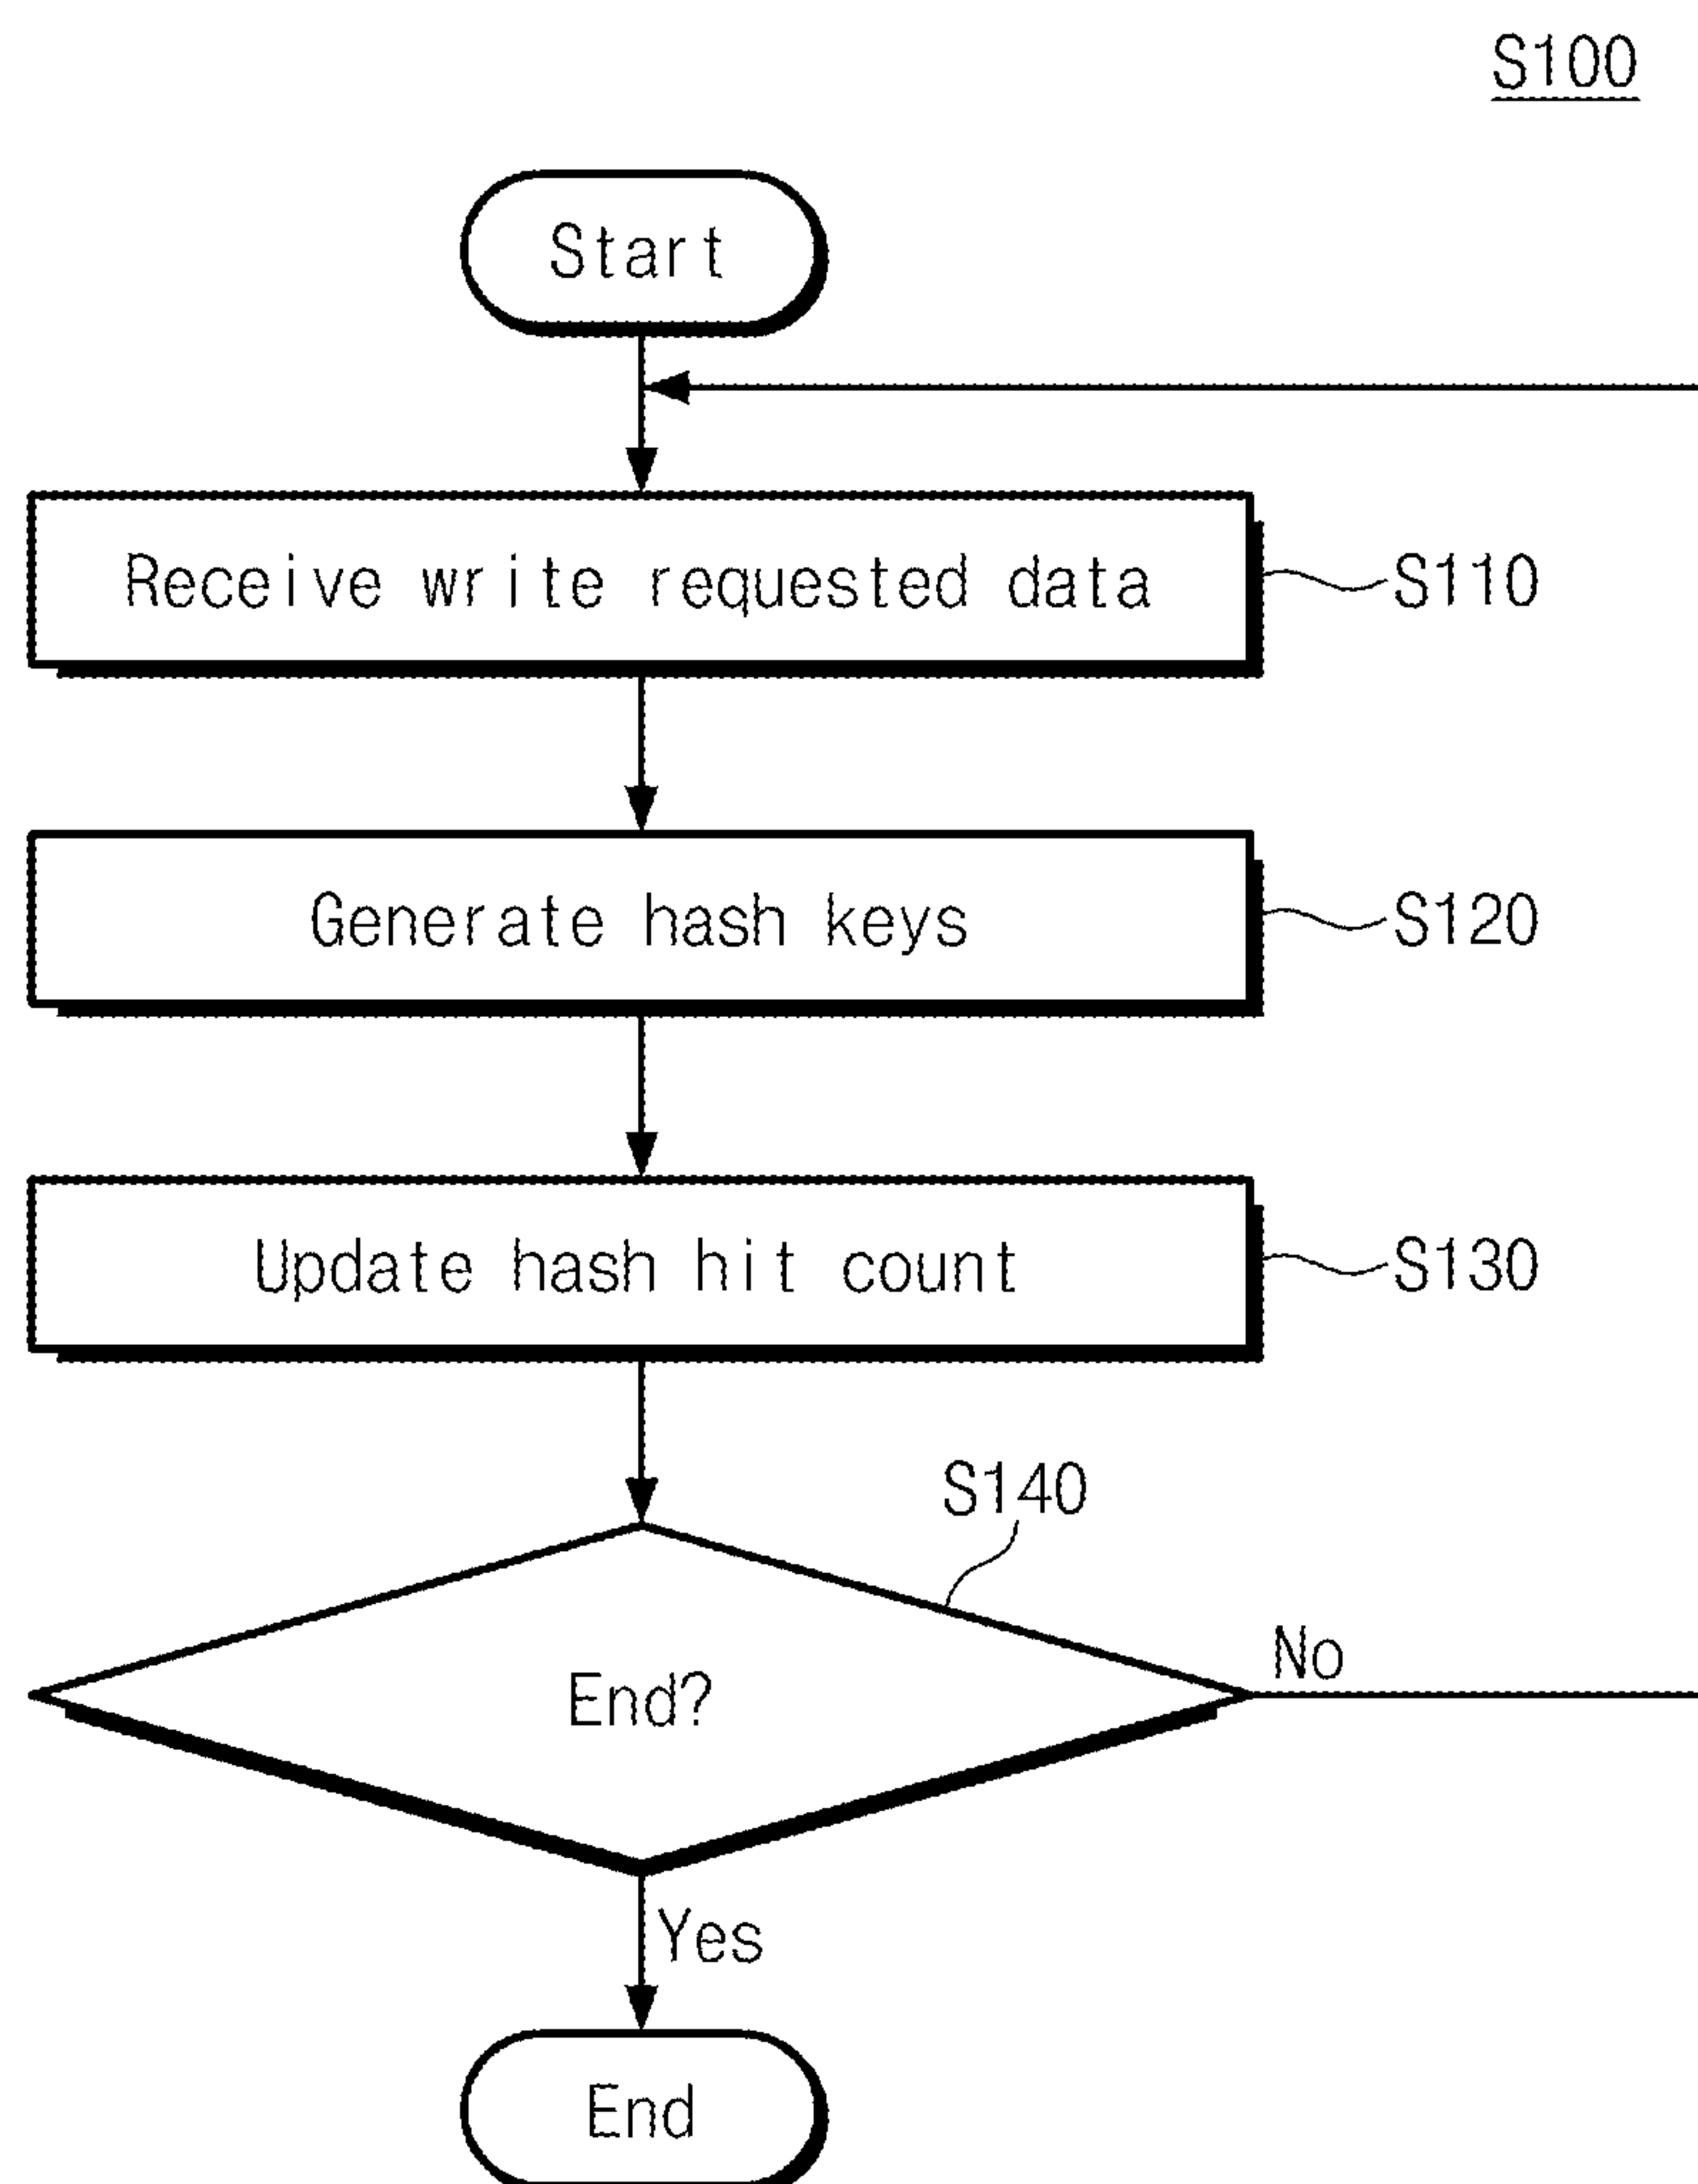 S100
Start
Receive write requested data
S110
Generate hash keys
S120
Update hash hit count
S130
S140
End?
No
Yes
End